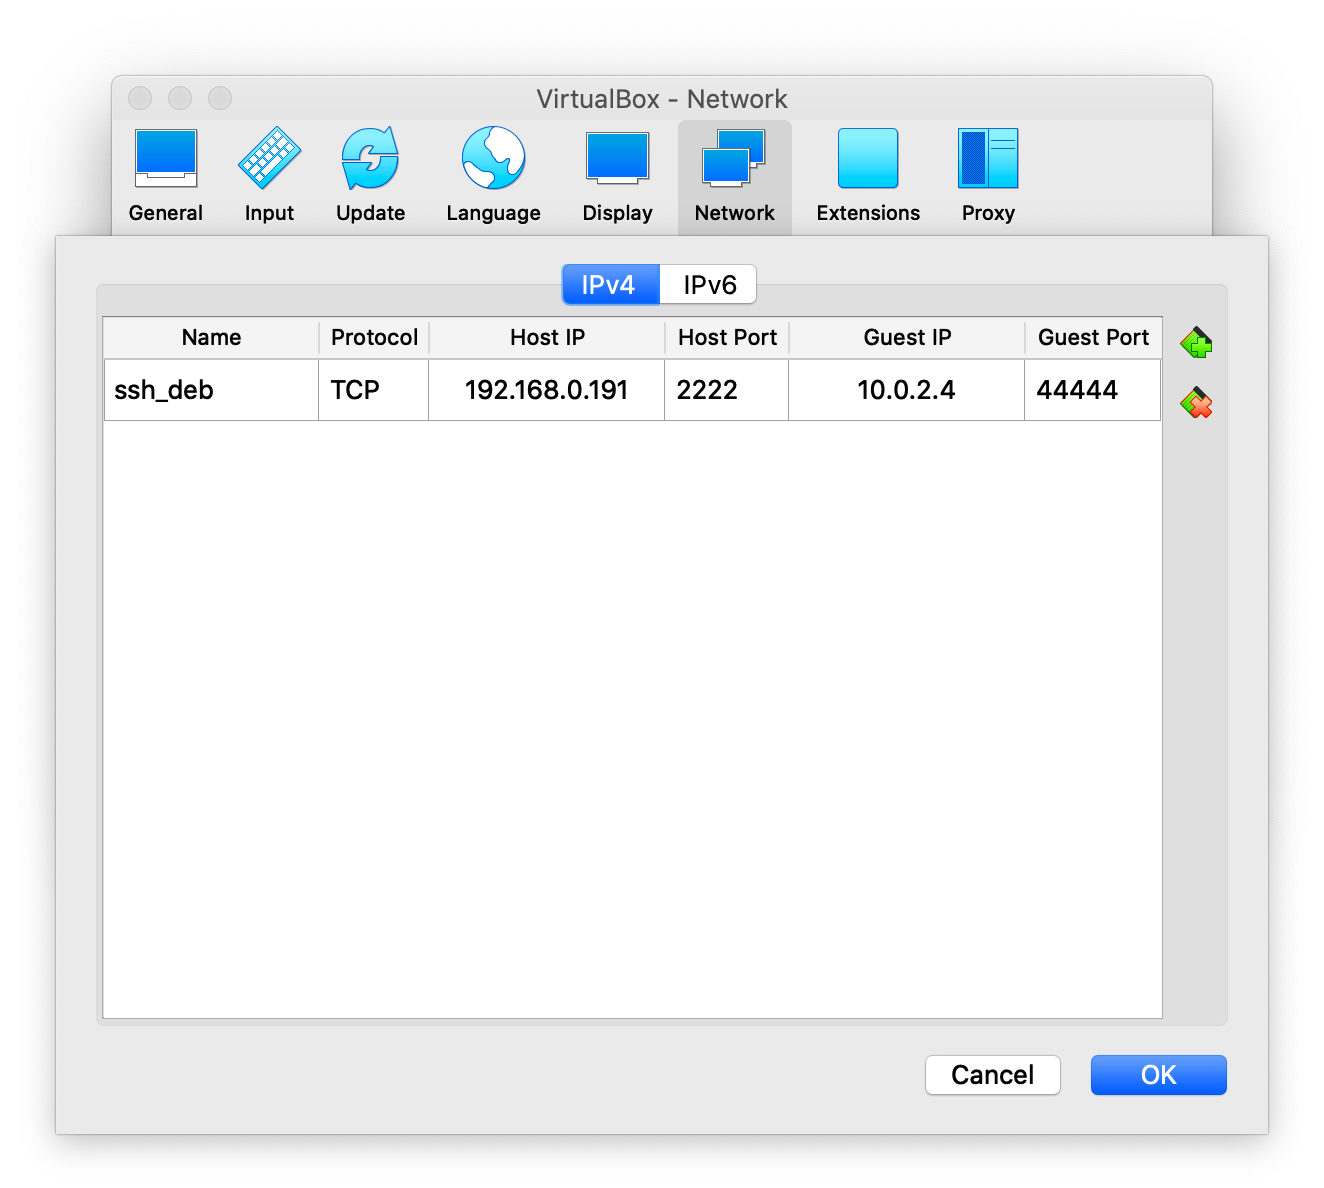 VirtualBox - Network
General Input Update Language Display Network Extensions Proxy
IPv4 IPv6
Name Protocol Host IP Host Port Guest IP Guest Port
ssh_deb TCP 192.168.0.191 2222 10.0.2.4 44444
Cancel OK